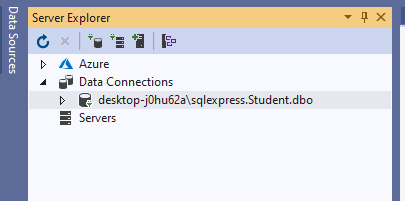 Data Sources
Server Explorer
Azure
Data Connections
desktop-j0hu62a\sqlexpress.Student.dbo
Servers